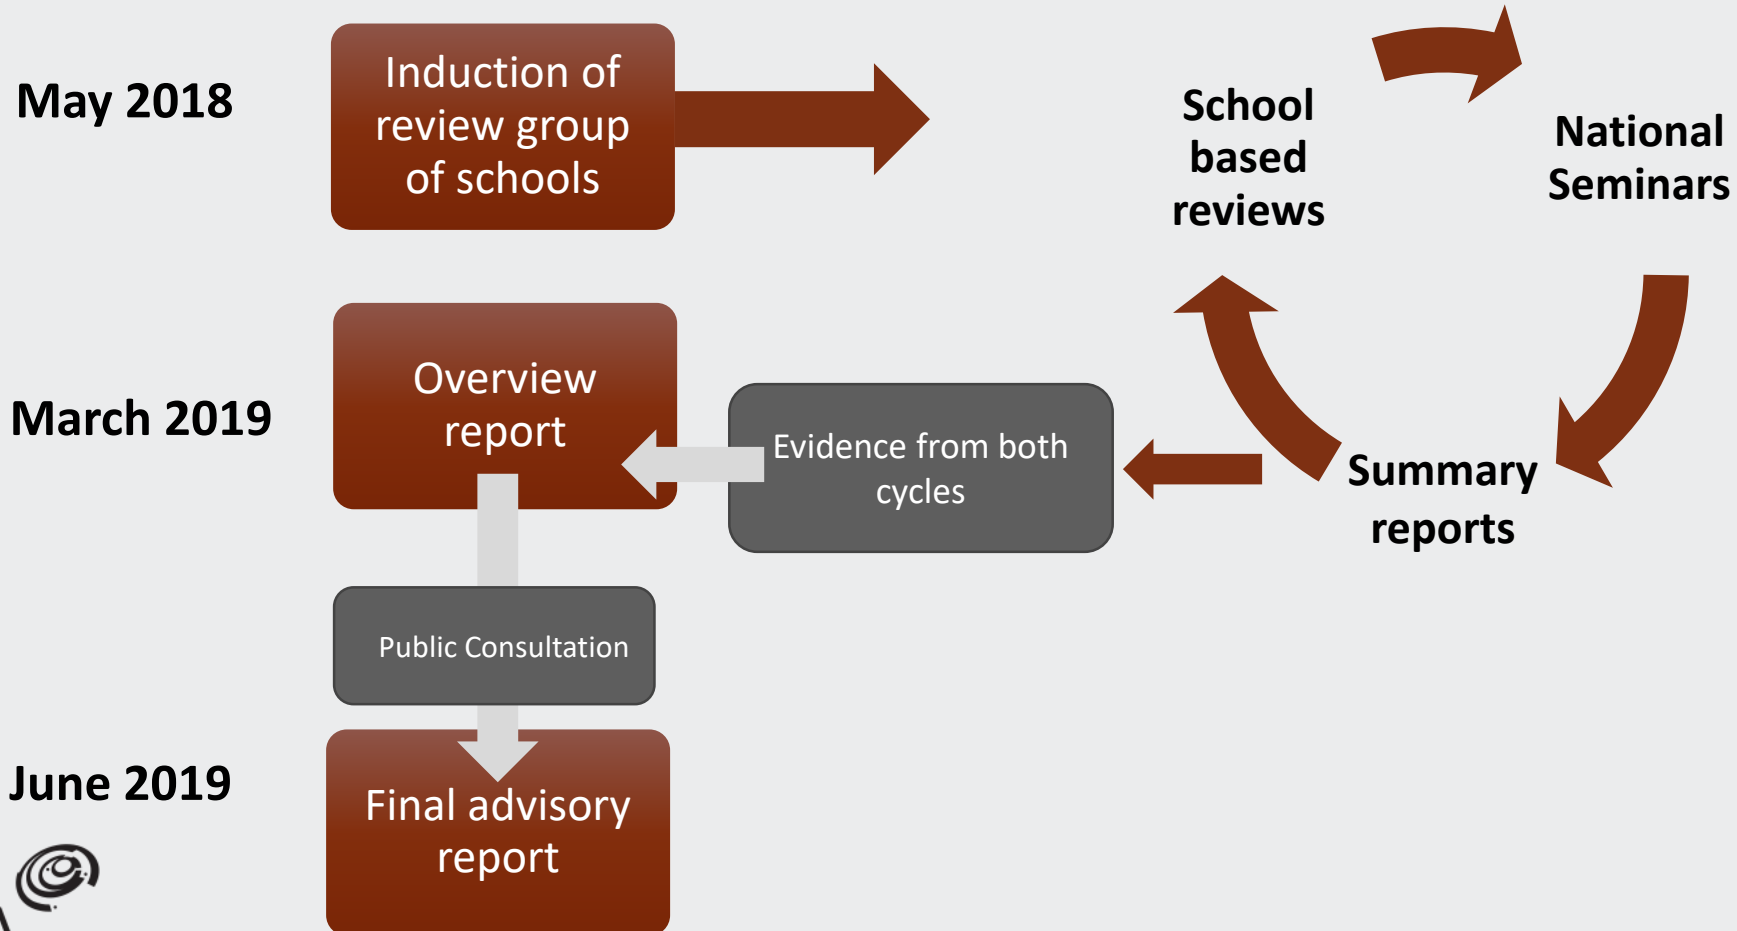 May 2018
Induction of
review group
of schools
School
based
reviews
National
Seminars
March 2019
Overview
report
Evidence from both
cycles
Summary
reports
Public Consultation
June 2019
Final advisory
report